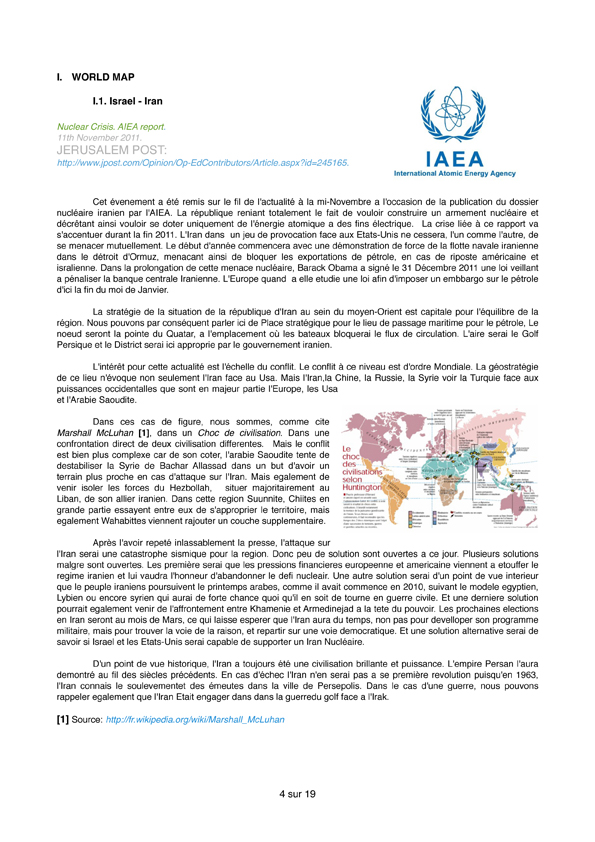 I. WORLD MAP
I.1. Israel - Iran
Nuclear Crisis. AIEA report.
11th November 2011.
JERUSALEM POST:
http://www.jpost.com/Opinion/Op-EdContributors/Article.aspx?id=245165.
IAEA
International Atomic Energy Agency
Cet évenement a été remis sur le fil de l'actualité à la mi-Novembre a l'occasion de la publication du dossier
nucléaire iranien par l'AIEA. La république reniant totalement le fait de vouloir construire un armement nucléaire et
décrétant ainsi vouloir se doter uniquement de l'énergie atomique a des fins électrique. La crise liée à ce rapport va
s'accentuer durant la fin 2011. L'Iran dans un jeu de provocation face aux Etats-Unis ne cessera, l'un comme l'autre, de
se menacer mutuellement. Le début d'année commencera avec une démonstration de force de la flotte navale iranienne
dans le détroit d'Ormuz, menacant ainsi de bloquer les exportations de pétrole, en cas de riposte américaine et
isralienne. Dans la prolongation de cette menace nucléaire, Barack Obama a signé le 31 Décembre 2011 une loi veillant
a pénaliser la banque centrale Iranienne. L'Europe quand a elle etudie une loi afin d'imposer un embbargo sur le pétrole
d'ici la fin du moi de Janvier.
La stratégie de la situation de la république d'Iran au sein du moyen-Orient est capitale pour l'équilibre de la
région. Nous pouvons par conséquent parler ici de Place stratégique pour le lieu de passage maritime pour le pétrole, Le
noeud seront la pointe du Quatar, a l'emplacement où les bateaux bloquerai le flux de circulation. L'aire serai le Golf
Persique et le District serai ici approprie par le gouvernement iranien.
L'intérêt pour cette actualité est l'échelle du conflit. Le conflit à ce niveau est d'ordre Mondiale. La géostratégie
de ce lieu n'évoque non seulement l'Iran face au Usa. Mais l'Iran,la Chine, la Russie, la Syrie voir la Turquie face aux
puissances occidentales que sont en majeur partie l'Europe, les Usa
et l'Arabie Saoudite.
Dans ces cas de figure, nous sommes, comme cite
Marshall McLuhan [1], dans un Choc de civilisation. Dans une
confrontation direct de deux civilisation differentes. Mais le conflit
est bien plus complexe car de son coter, l'arabie Saoudite tente de
destabiliser la Syrie de Bachar Allassad dans un but d'avoir un
terrain plus proche en cas d'attaque sur l'Iran. Mais egalement de
venir isoler les forces du Hezbollah, situer majoritairement au
Liban, de son allier iranien. Dans cette region Suunnite, Chiites en
grande partie essayent entre eux de s'approprier le territoire, mais
egalement Wahabittes viennent rajouter un couche supplementaire.
Le
choc
des
civilisations
selon
Huntington
Après l'avoir repeté inlassablement la presse, l'attaque sur
l'Iran serai une catastrophe sismique pour la region. Donc peu de solution sont ouvertes a ce jour. Plusieurs solutions
malgre sont ouvertes. Les première serai que les pressions financieres europeenne et americaine viennent a etouffer le
regime iranien et lui vaudra l'honneur d'abandonner le defi nucleair. Une autre solution serai d'un point de vue interieur
que le peuple iraniens poursuivent le printemps arabes, comme il avait commence en 2010, suivant le modele egyptien,
Lybien ou encore syrien qui aurai de forte chance quoi qu'il en soit de tourne en guerre civile. Et une derniere solution
pourrait egalement venir de l'affrontement entre Khamenie et Armedinejad a la tete du pouvoir. Les prochaines elections
en Iran seront au mois de Mars, ce qui laisse esperer que l'Iran aura du temps, non pas pour developper son programme
militaire, mais pour trouver la voie de la raison, et repartir sur une voie democratique. Et une solution alternative serai de
savoir si Israel et les Etats-Unis serai capable de supporter un Iran Nucléaire.
D'un point de vue historique, l'Iran a toujours été une civilisation brillante et puissance. L'empire Persan l'aura
demontré au fil des siècles précédents. En cas d'échec l'Iran n'en serai pas a se première revolution puisqu'en 1963,
l'Iran connais le soulevementet des émeutes dans la ville de Persepolis. Dans le cas d'une guerre, nous pouvons
rappeler egalement que l'Iran Etait engager dans dans la guerredu golf face a l'Irak.
[1] Source: http://fr.wikipedia.org/wiki/Marshall_McLuhan
4 sur 19